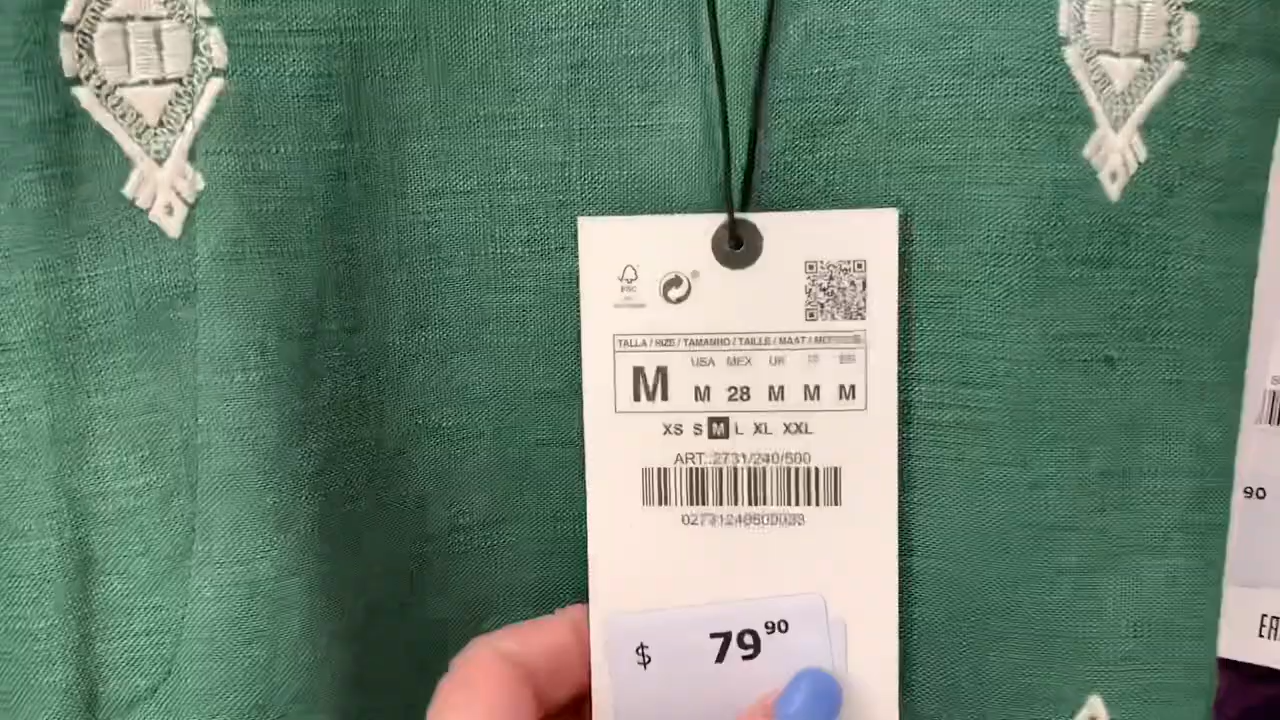 FSC
TALLA / SIZE / TAMANHO / TAILLE / MAAT /
USA MEX UK
M M 28 M M M
XS S M L XL XXL
ART. 2731/240/500
$ 79 90
90